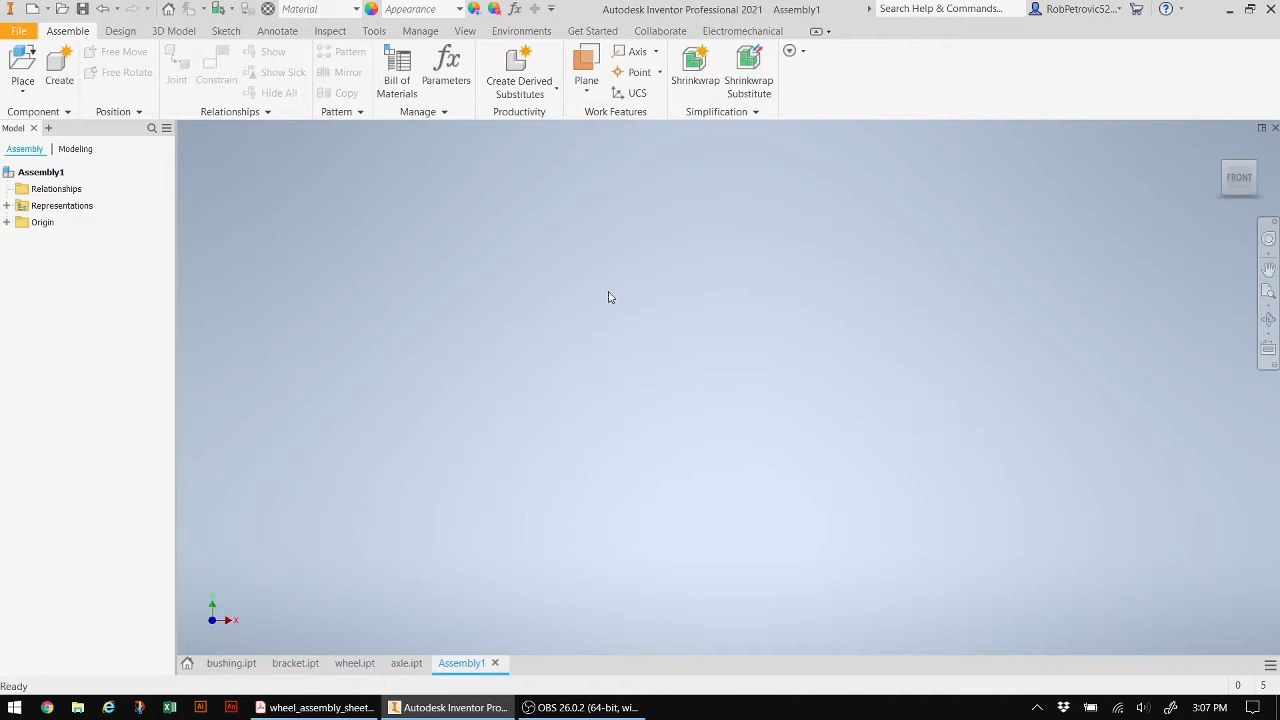 Material
Appearance
fx
Autodesk Inventor Professional 2021 Assembly1
Search Help & Commands...
Robpetrovic52...
File Assemble Design 3D Model Sketch Annotate Inspect Tools Manage View Environments Get Started Collaborate Electromechanical
Place
Create
Free Move
Free Rotate
Joint
Constrain
Show
Show Sick
Hide All
Pattern
Mirror
Copy
Bill of
Materials
fx
Parameters
Create Derived
Substitutes
Plane
Axis
Point
UCS
Shrinkwrap
Shrinkwrap
Substitute
Component Position Relationships Pattern Manage Productivity Work Features Simplification
Model
Assembly Modeling
Assembly1
Relationships
Representations
Origin
FRONT
Y
X
bushing.ipt bracket.ipt wheel.ipt axle.ipt Assembly1
Ready
0 5
wheel_assembly_sheet...
Autodesk Inventor Pro...
OBS 26.0.2 (64-bit, wi...
3:07 PM